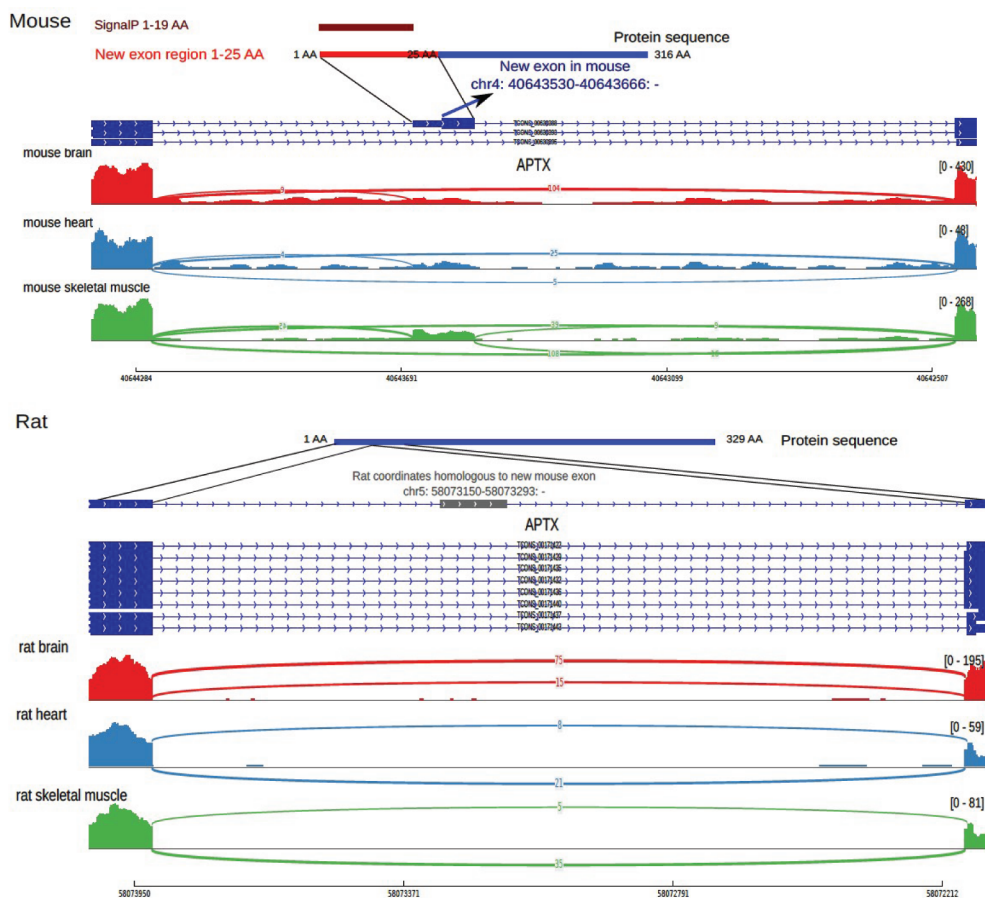 Mouse
SignalP 1-19 AA
Protein sequence
New exon region 1-25 AA
1 AA
25 AA
316 AA
New exon in mouse
chr4: 40643530-40643666: -
mouse brain
APTX
[0 - 430]
9
104
mouse heart
[0 - 48]
4
25
5
mouse skeletal muscle
[0 - 268]
108
40644284
40643691
40643099
40642507
Rat
1 AA
329 AA
Protein sequence
Rat coordinates homologous to new mouse exon
chr5: 58073150-58073293: -
APTX
rat brain
[0 - 195]
75
15
rat heart
[0 - 59]
21
rat skeletal muscle
[0 - 81]
5
35
58073950
58073371
58072791
58072212